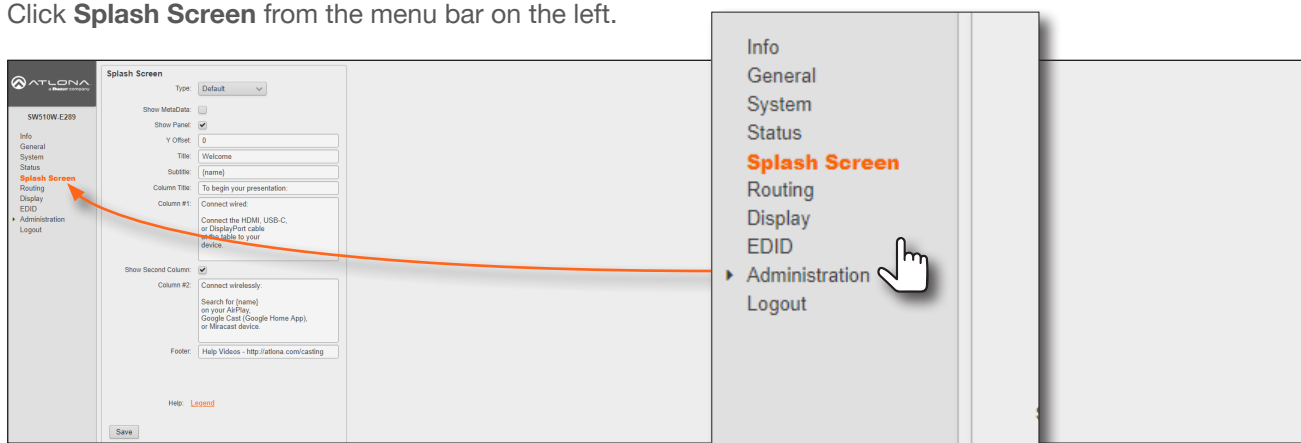 Click Splash Screen from the menu bar on the left.
ATLONA
a Panduit company
SW510W-E289
Info
General
System
Status
Splash Screen
Routing
Display
EDID
Administration
Logout
Splash Screen
Type: Default
Show MetaData:
Show Panel:
Y Offset: 0
Title: Welcome
Subtitle: {name}
Column Title: To begin your presentation:
Column #1: Connect wired:
Connect the HDMI, USB-C,
or DisplayPort cable
at the table to your
device.
Show Second Column:
Column #2: Connect wirelessly:
Search for {name}
on your AirPlay,
Google Cast (Google Home App),
or Miracast device.
Footer: Help Videos - http://atlona.com/casting
Help: Legend
Save
Info
General
System
Status
Splash Screen
Routing
Display
EDID
Administration
Logout